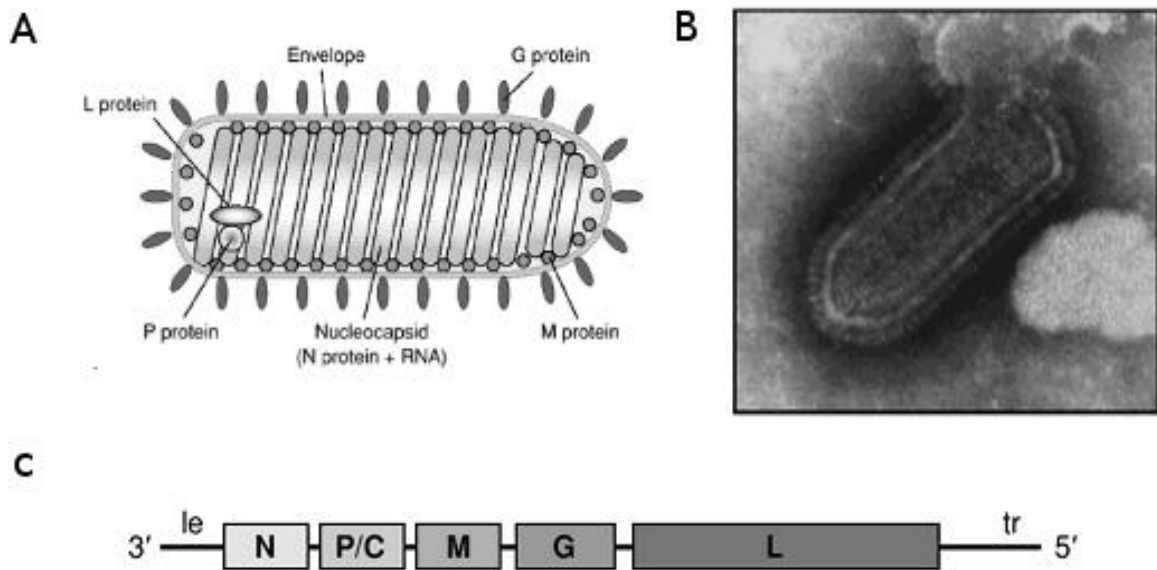 A
B
Envelope
G protein
L protein
P protein
Nucleocapsid
(N protein + RNA)
M protein
C
3′ le N P/C M G L tr 5′